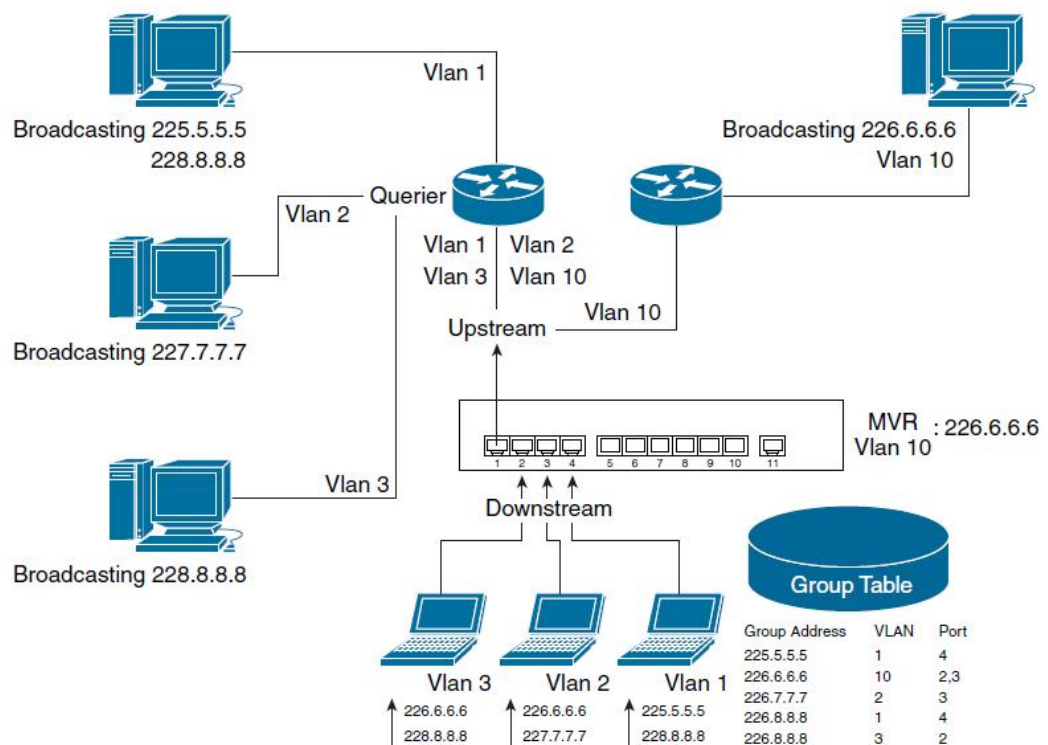 Vlan 1
Broadcasting 225.5.5.5
228.8.8.8
Broadcasting 226.6.6.6
Vlan 10
Querier
Vlan 2
Vlan 1 Vlan 2
Vlan 3 Vlan 10
Broadcasting 227.7.7.7
Upstream
Vlan 10
MVR : 226.6.6.6
Vlan 10
1 2 3 4 5 6 7 8 9 10 11
Vlan 3
Downstream
Broadcasting 228.8.8.8
Group Table
Group Address VLAN Port
225.5.5.5 1 4
226.6.6.6 10 2,3
226.7.7.7 2 3
226.8.8.8 1 4
226.8.8.8 3 2
Vlan 3 Vlan 2 Vlan 1
226.6.6.6 226.6.6.6 225.5.5.5
228.8.8.8 227.7.7.7 228.8.8.8